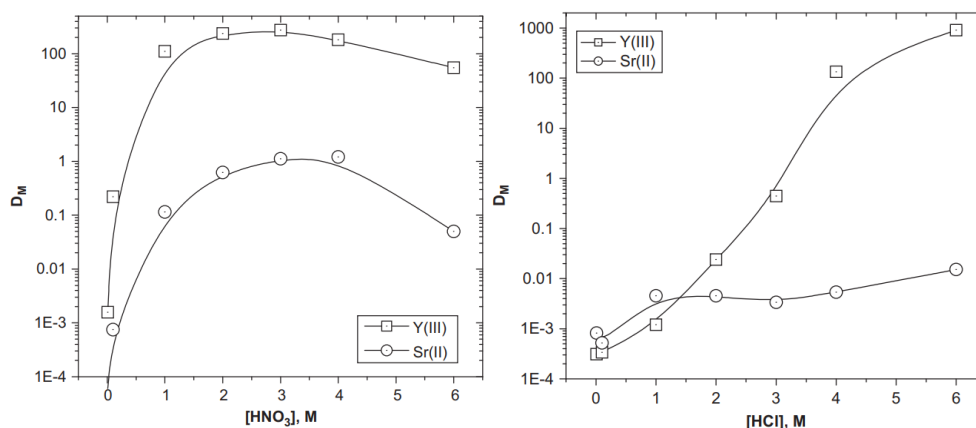 100
10
1
0.1
0.01
1E-3
1E-4
D_M
Y(III)
Sr(II)
0 1 2 3 4 5 6
[HNO₃], M
1000
100
10
1
0.1
0.01
1E-3
1E-4
D_M
Y(III)
Sr(II)
0 1 2 3 4 5 6
[HCl], M